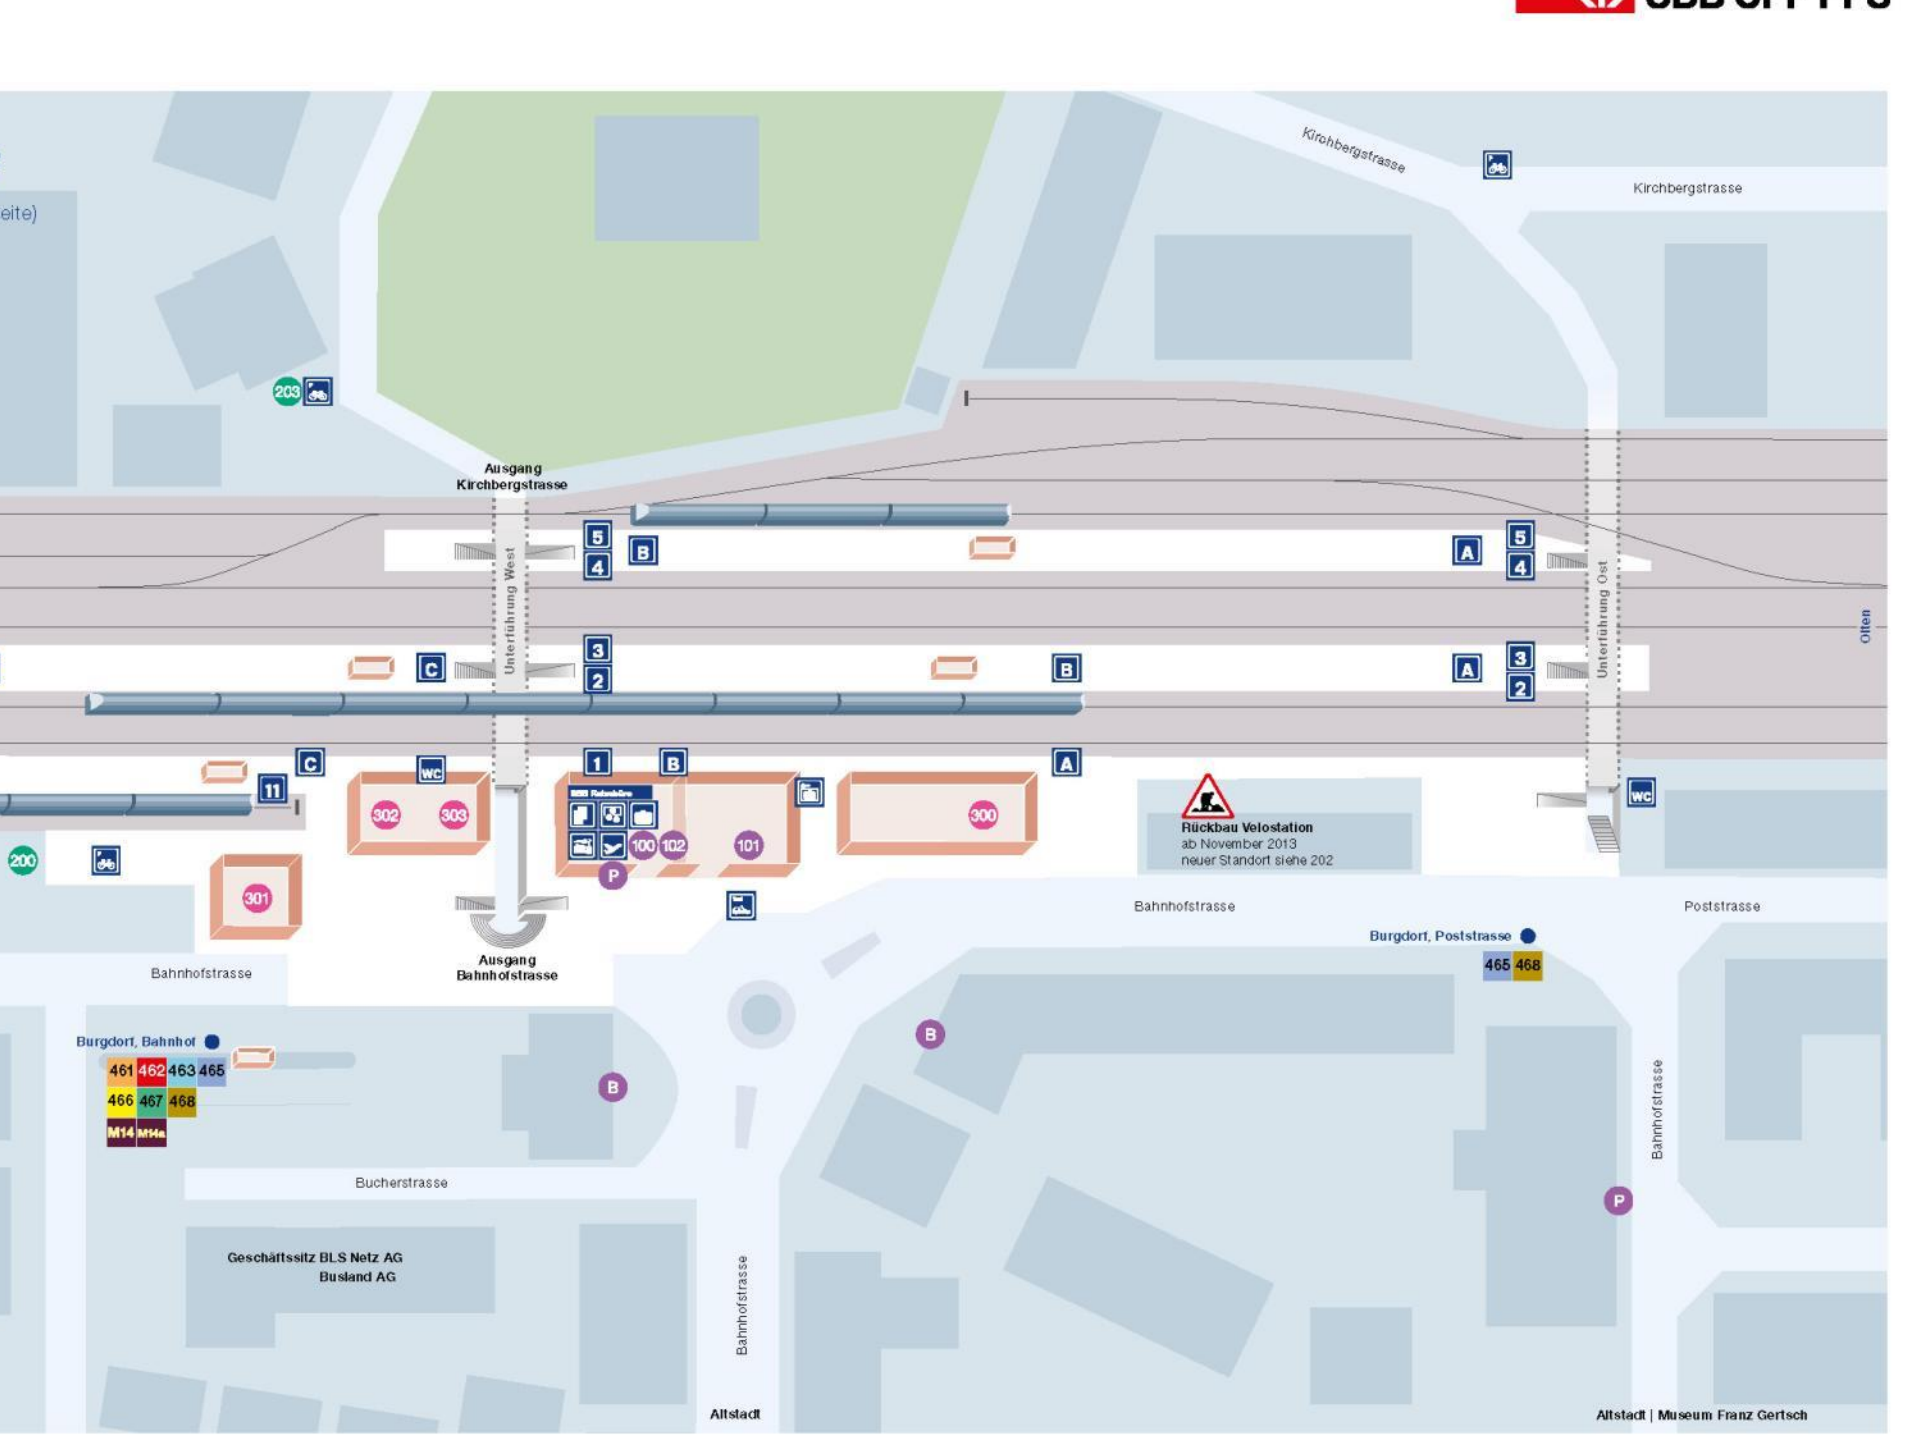 Kirchbergstrasse
Kirchbergstrasse
eite)
203
Ausgang
Kirchbergstrasse
Unterführung West
5
4
B
A
5
4
Unterführung Ost
Olten
C
3
2
B
A
3
2
C
WC
1
B
A
11
302
303
300
WC
100
102
101
P
200
301
Rückbau Velostation
ab November 2013
neuer Standort siehe 202
Bahnhofstrasse
Poststrasse
Burgdorf, Poststrasse
465 468
Ausgang
Bahnhofstrasse
Bahnhofstrasse
Burgdorf, Bahnhof
461 462 463 465
466 467 468
M14 M14a
B
B
Bahnhofstrasse
P
Bucherstrasse
Geschäftssitz BLS Netz AG
Busland AG
Bahnhofstrasse
Altstadt
Altstadt | Museum Franz Gertsch